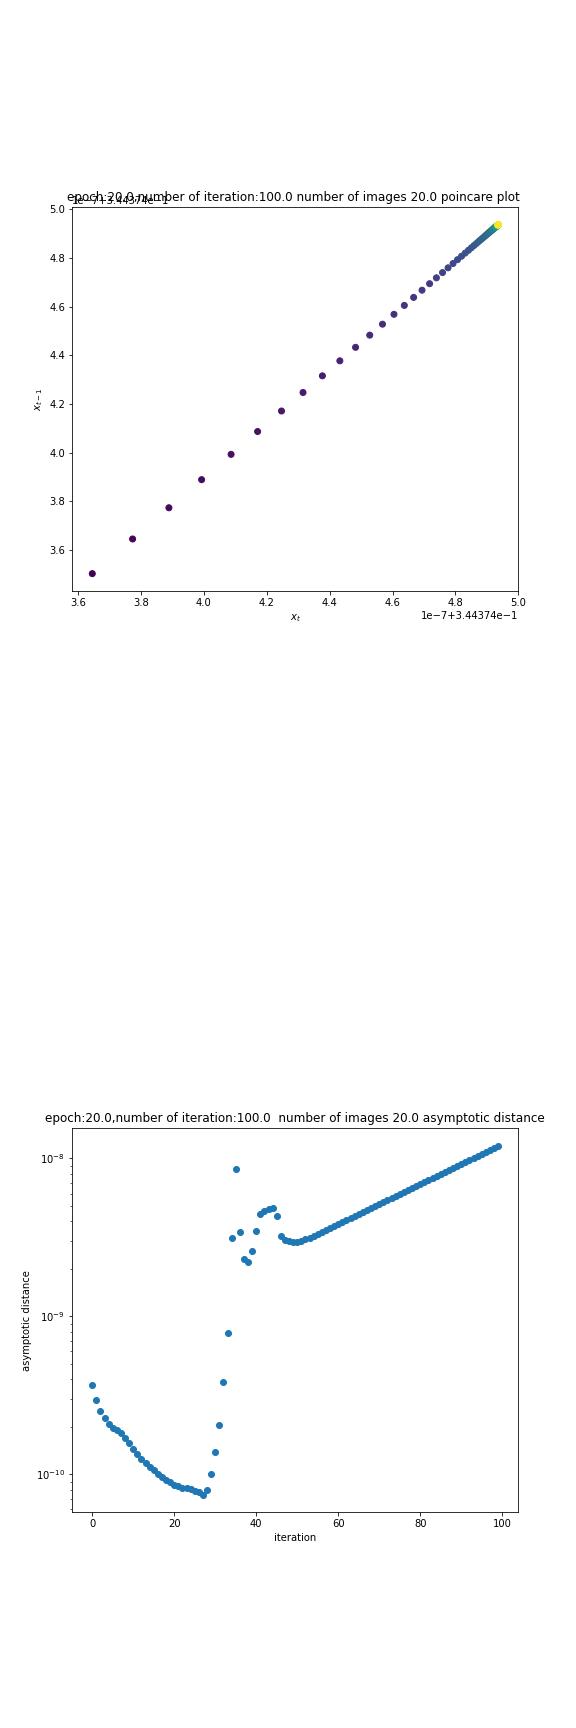 epoch:20.0,number of iteration:100.0 number of images 20.0 poincare plot
1e−7+3.44374e−1
5.0
4.8
4.6
4.4
4.2
4.0
3.8
3.6
x_{t−1}
3.6 3.8 4.0 4.2 4.4 4.6 4.8 5.0
x_t
1e−7+3.44374e−1
epoch:20.0,number of iteration:100.0  number of images 20.0 asymptotic distance
10^{−8}
10^{−9}
10^{−10}
asymptotic distance
0 20 40 60 80 100
iteration